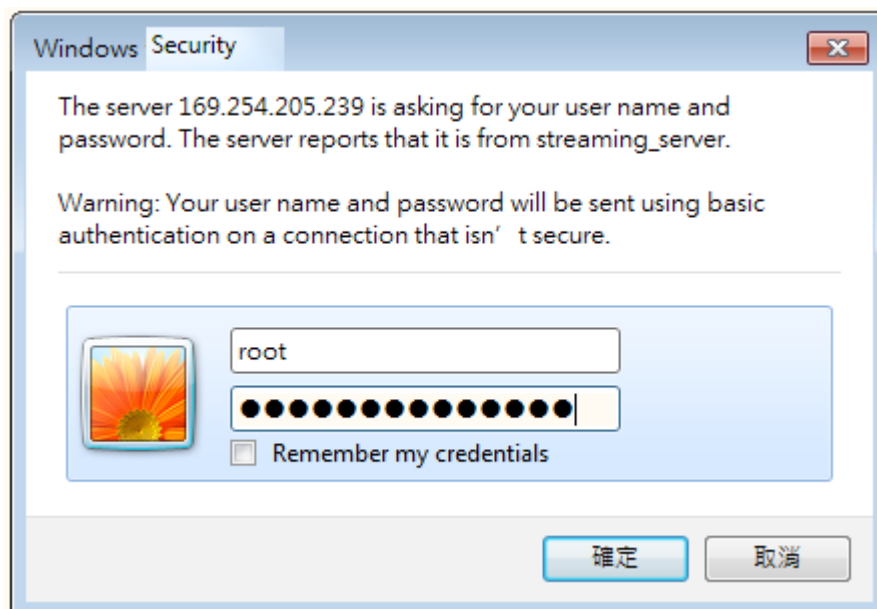 Windows Security
The server 169.254.205.239 is asking for your user name and
password. The server reports that it is from streaming_server.
Warning: Your user name and password will be sent using basic
authentication on a connection that isn’t secure.
root
●●●●●●●●●●●●●●
Remember my credentials
確定
取消